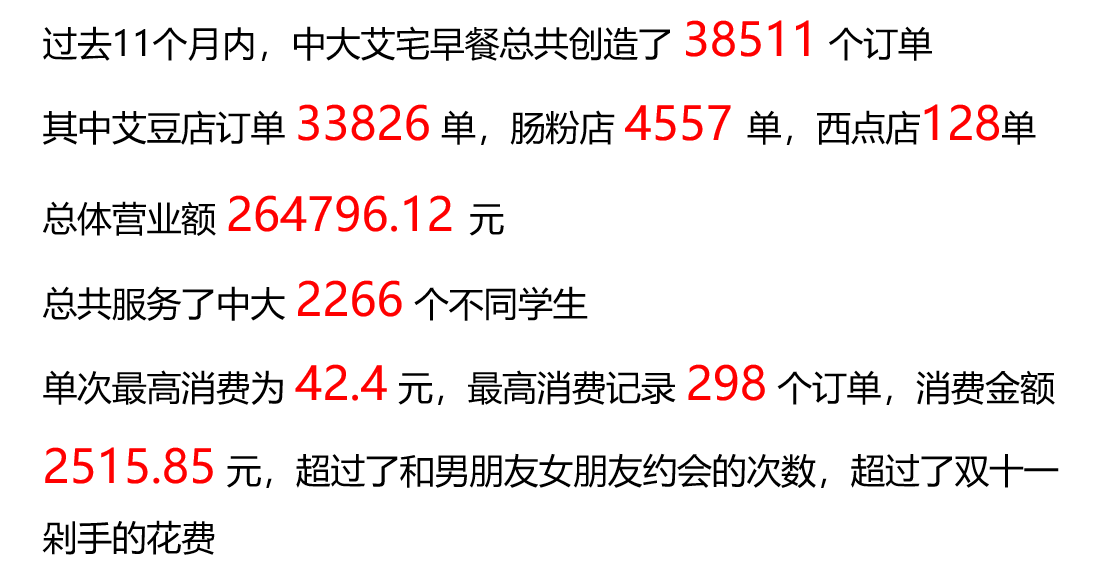 过去11个月内，中大艾宅早餐总共创造了 38511 个订单
其中艾豆店订单 33826 单，肠粉店 4557 单，西点店128单
总体营业额 264796.12 元
总共服务了中大 2266 个不同学生
单次最高消费为 42.4 元，最高消费记录 298 个订单，消费金额
2515.85 元，超过了和男朋友女朋友约会的次数，超过了双十一
剁手的花费